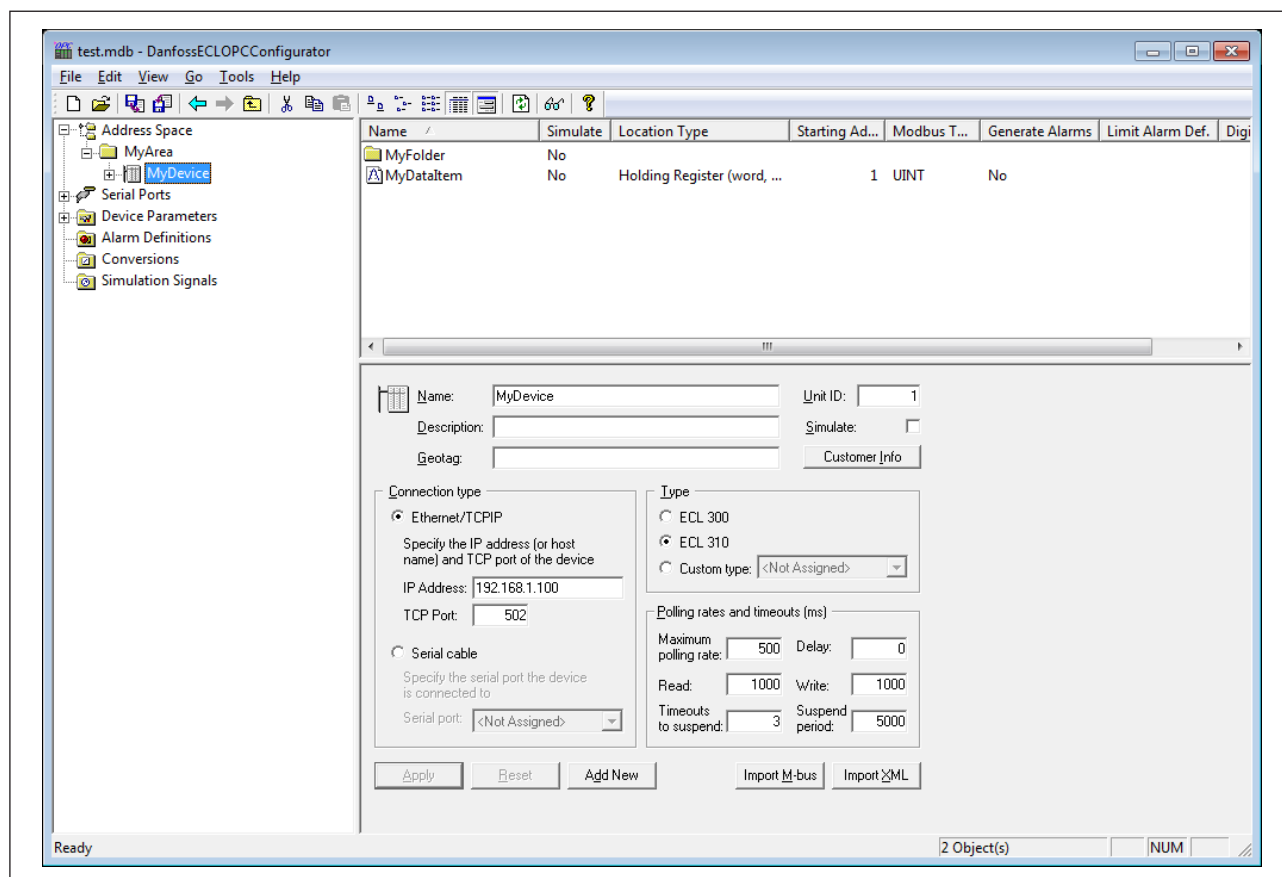 test.mdb - DanfossECLOPCConfigurator
File Edit View Go Tools Help
Address Space
MyArea
MyDevice
Serial Ports
Device Parameters
Alarm Definitions
Conversions
Simulation Signals
Name Simulate Location Type Starting Ad... Modbus T... Generate Alarms Limit Alarm Def. Digi
MyFolder No
MyDataItem No Holding Register (word, ... 1 UINT No
Name: MyDevice Unit ID: 1
Description: Simulate:
Geotag: Customer Info
Connection type
Ethernet/TCPIP
Specify the IP address (or host
name) and TCP port of the device
IP Address: 192.168.1.100
TCP Port: 502
Serial cable
Specify the serial port the device
is connected to
Serial port: <Not Assigned>
Type
ECL 300
ECL 310
Custom type: <Not Assigned>
Polling rates and timeouts (ms)
Maximum
polling rate: 500 Delay: 0
Read: 1000 Write: 1000
Timeouts
to suspend: 3 Suspend
period: 5000
Apply Reset Add New Import M-bus Import XML
Ready 2 Object(s) NUM